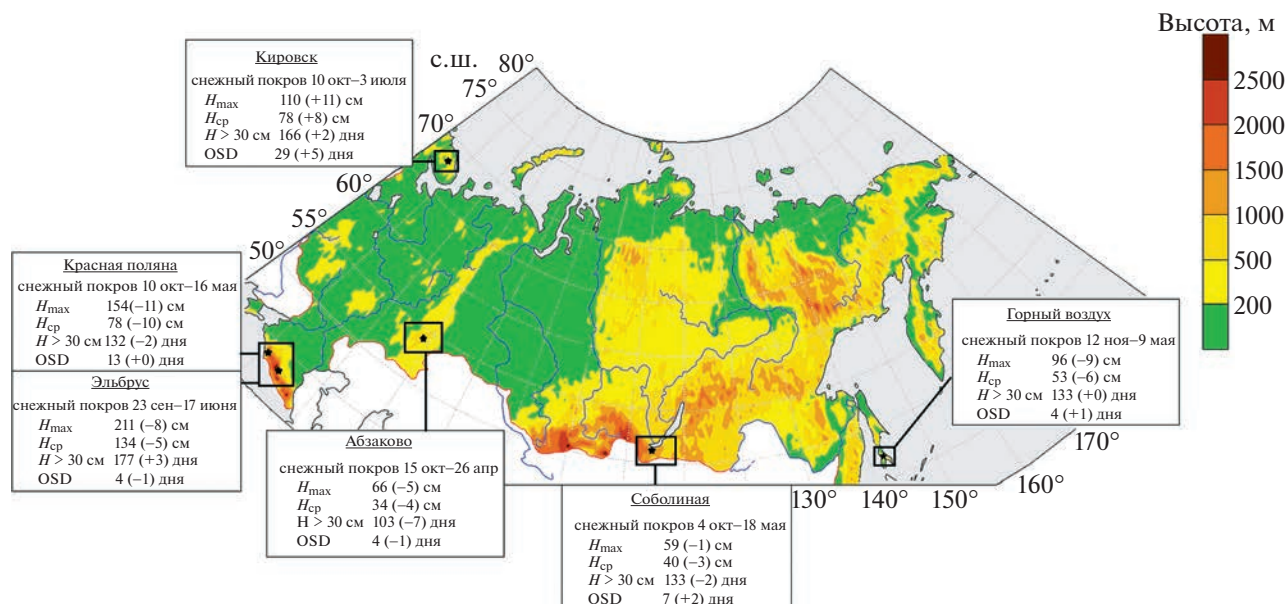 Высота, м
2500
2000
1500
1000
500
200
с.ш.
80°
75°
70°
60°
55°
50°
Кировск
снежный покров 10 окт–3 июля
Hmax 110 (+11) см
Hср 78 (+8) см
H > 30 см 166 (+2) дня
OSD 29 (+5) дня
Красная поляна
снежный покров 10 окт–16 мая
Hmax 154(–11) см
Hср 78 (–10) см
H > 30 см 132 (–2) дня
OSD 13 (+0) дня
Эльбрус
снежный покров 23 сен–17 июня
Hmax 211 (–8) см
Hср 134 (–5) см
H > 30 см 177 (+3) дня
OSD 4 (–1) дня
Абзаково
снежный покров 15 окт–26 апр
Hmax 66 (–5) см
Hср 34 (–4) см
H > 30 см 103 (–7) дня
OSD 4 (–1) дня
Соболиная
снежный покров 4 окт–18 мая
Hmax 59 (–1) см
Hср 40 (–3) см
H > 30 см 133 (–2) дня
OSD 7 (+2) дня
Горный воздух
снежный покров 12 ноя–9 мая
Hmax 96 (–9) см
Hср 53 (–6) см
H > 30 см 133 (+0) дня
OSD 4 (+1) дня
130°
140°
150°
160°
170°